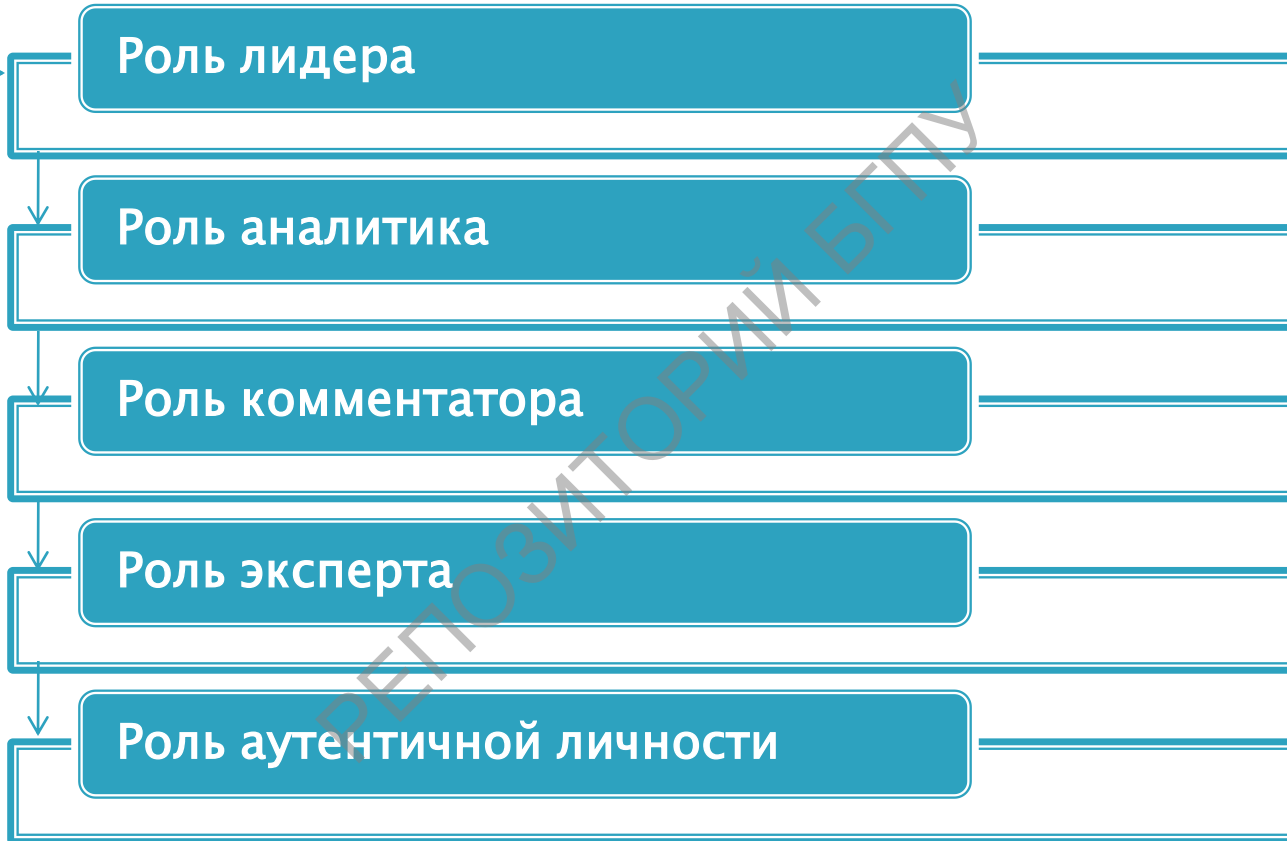 Роль лидера
Роль аналитика
Роль комментатора
Роль эксперта
Роль аутентичной личности
РЕПОЗИТОРИЙ БГПУ